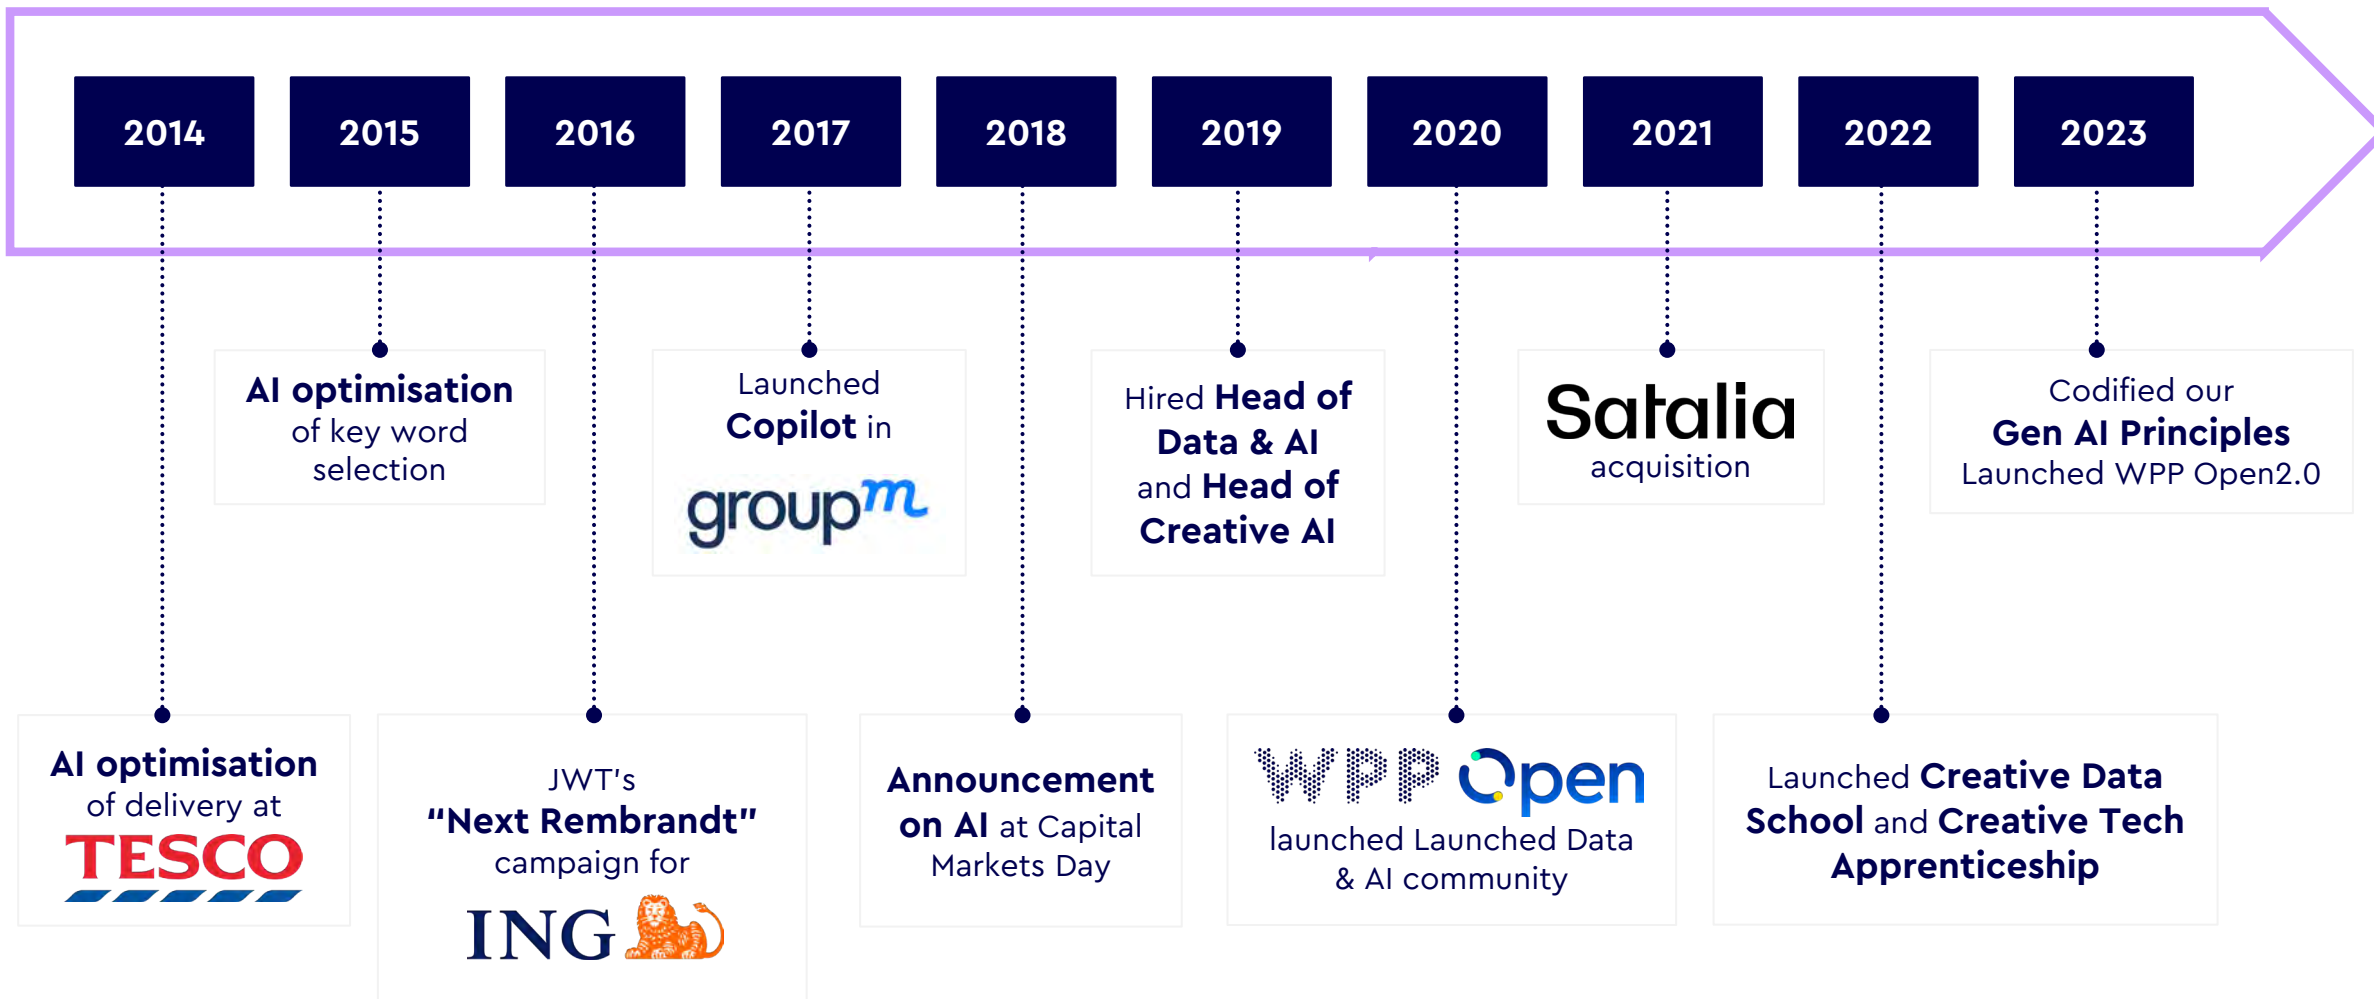 2014
2015
2016
2017
2018
2019
2020
2021
2022
2023
AI optimisation
of key word
selection
Launched
Copilot in
groupm
Hired Head of
Data & AI
and Head of
Creative AI
Satalia
acquisition
Codified our
Gen AI Principles
Launched WPP Open2.0
AI optimisation
of delivery at
TESCO
JWT's
“Next Rembrandt”
campaign for
ING
Announcement
on AI at Capital
Markets Day
WPP Open
launched Launched Data
& AI community
Launched Creative Data
School and Creative Tech
Apprenticeship